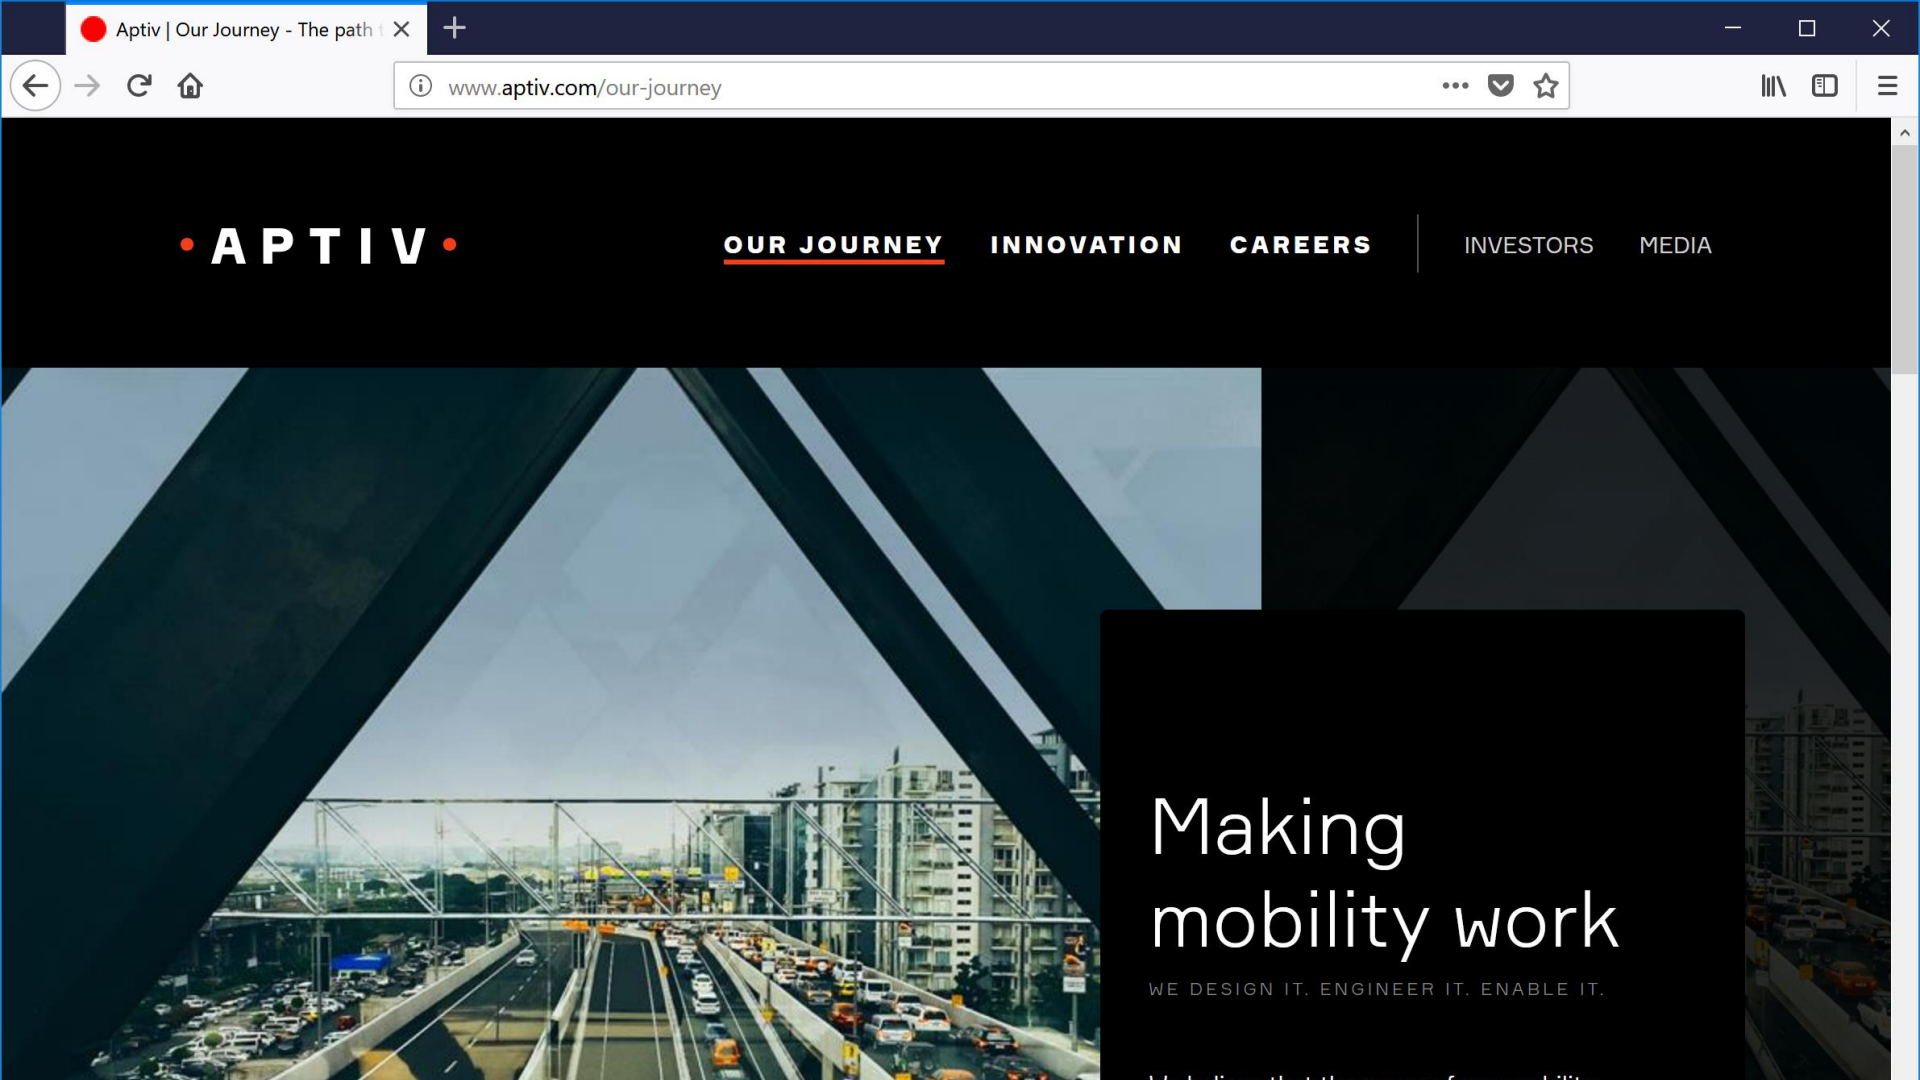 Aptiv | Our Journey - The path
www.aptiv.com/our-journey
APTIV
OUR JOURNEY
INNOVATION
CAREERS
INVESTORS
MEDIA
Making
mobility work
WE DESIGN IT. ENGINEER IT. ENABLE IT.